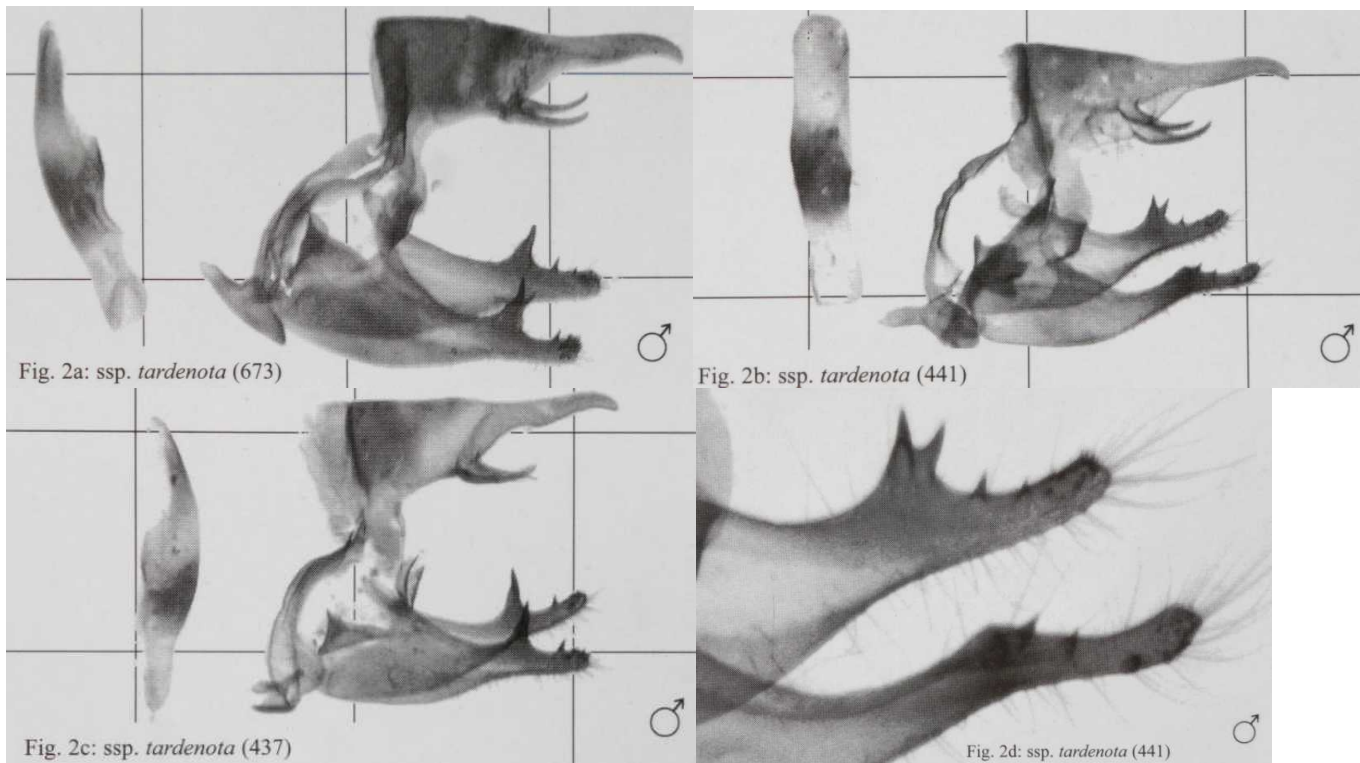 Fig. 2a: ssp. tardenota (673)
Fig. 2b: ssp. tardenota (441)
Fig. 2c: ssp. tardenota (437)
Fig. 2d: ssp. tardenota (441)